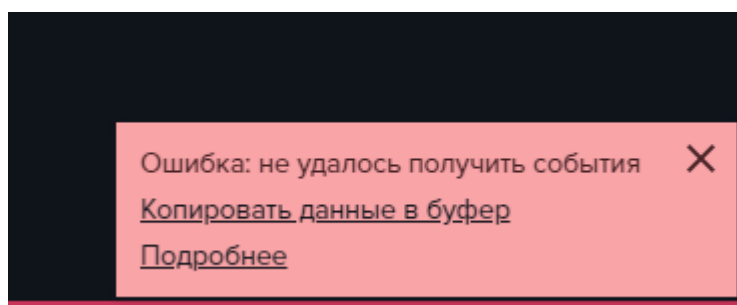 Ошибка: не удалось получить события
Копировать данные в буфер
Подробнее